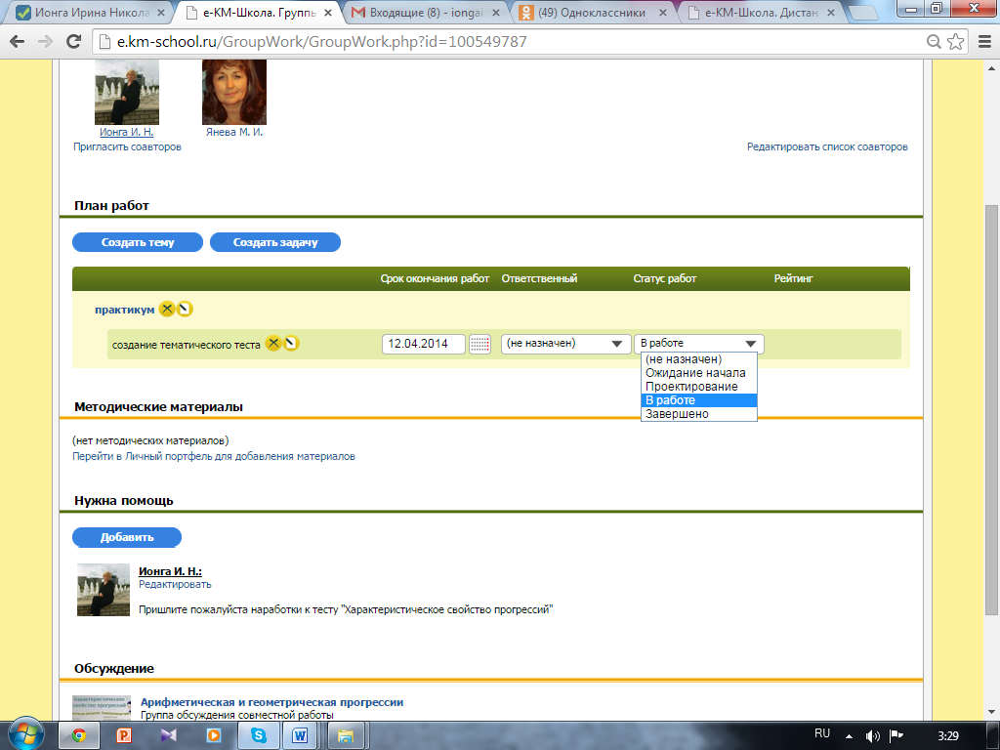 Ионга Ирина Никола
е-КМ-Школа. Группы
Входящие (8) - iongai
(49) Одноклассники
е-КМ-Школа. Дистан
e.km-school.ru/GroupWork/GroupWork.php?id=100549787
Ионга И. Н.
Янева М. И.
Пригласить соавторов
Редактировать список соавторов
План работ
Создать тему
Создать задачу
Срок окончания работ Ответственный Статус работ Рейтинг
практикум
создание тематического теста 12.04.2014 (не назначен) В работе
(не назначен)
Ожидание начала
Проектирование
В работе
Завершено
Методические материалы
(нет методических материалов)
Перейти в Личный портфель для добавления материалов
Нужна помощь
Добавить
Ионга И. Н.:
Редактировать
Пришлите пожалуйста наработки к тесту "Характеристическое свойство прогрессий"
Обсуждение
Характеристическое
свойство прогрессий
Арифметическая и геометрическая прогрессии
Группа обсуждения совместной работы
RU
3:29